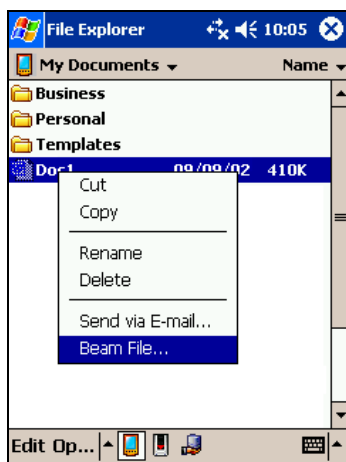 File Explorer 10:05
My Documents Name
Business
Personal
Templates
Doc1 09/09/02 410K
Cut
Copy
Rename
Delete
Send via E-mail...
Beam File...
Edit Op...